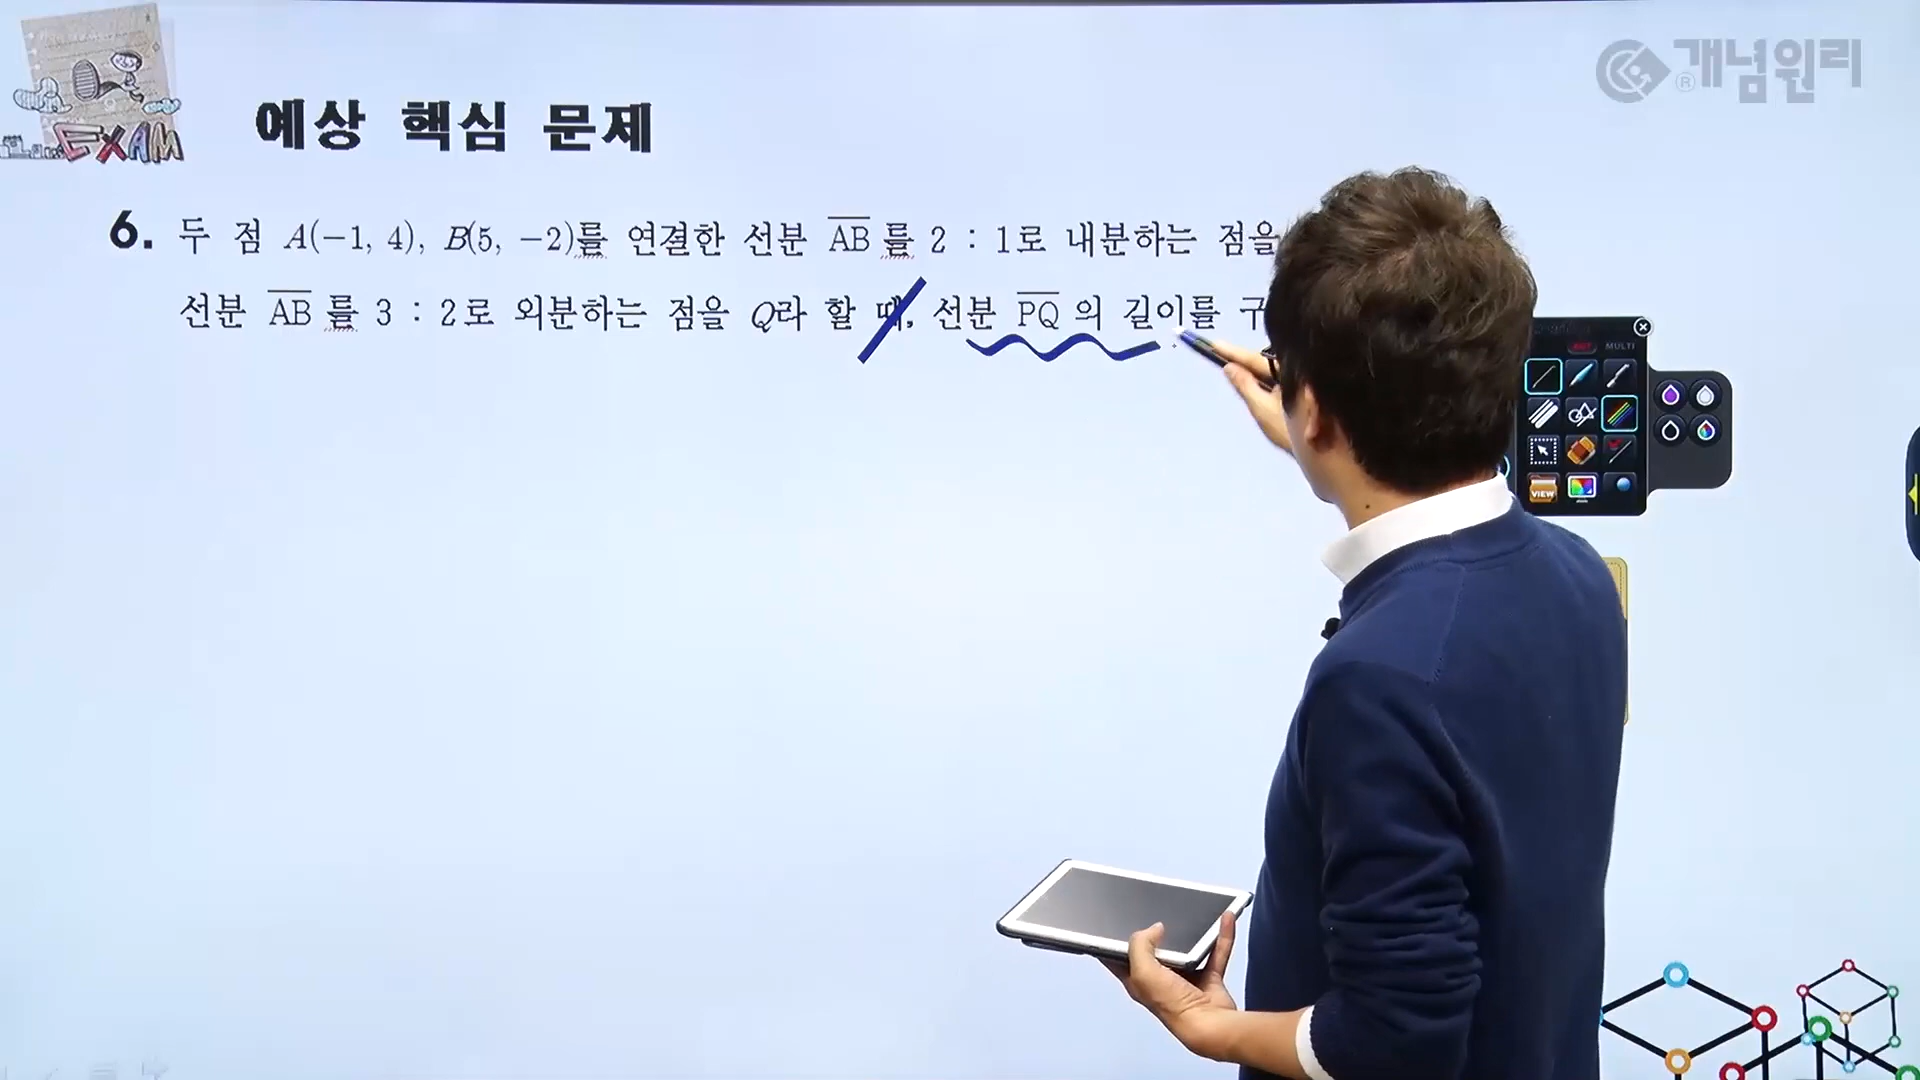 개념원리
EXAM
예상 핵심 문제
6. 두 점 A(-1, 4), B(5, -2)를 연결한 선분 AB를 2 : 1로 내분하는 점을
선분 AB를 3 : 2로 외분하는 점을 Q라 할 때, 선분 PQ의 길이를 구
MULTI
VIEW